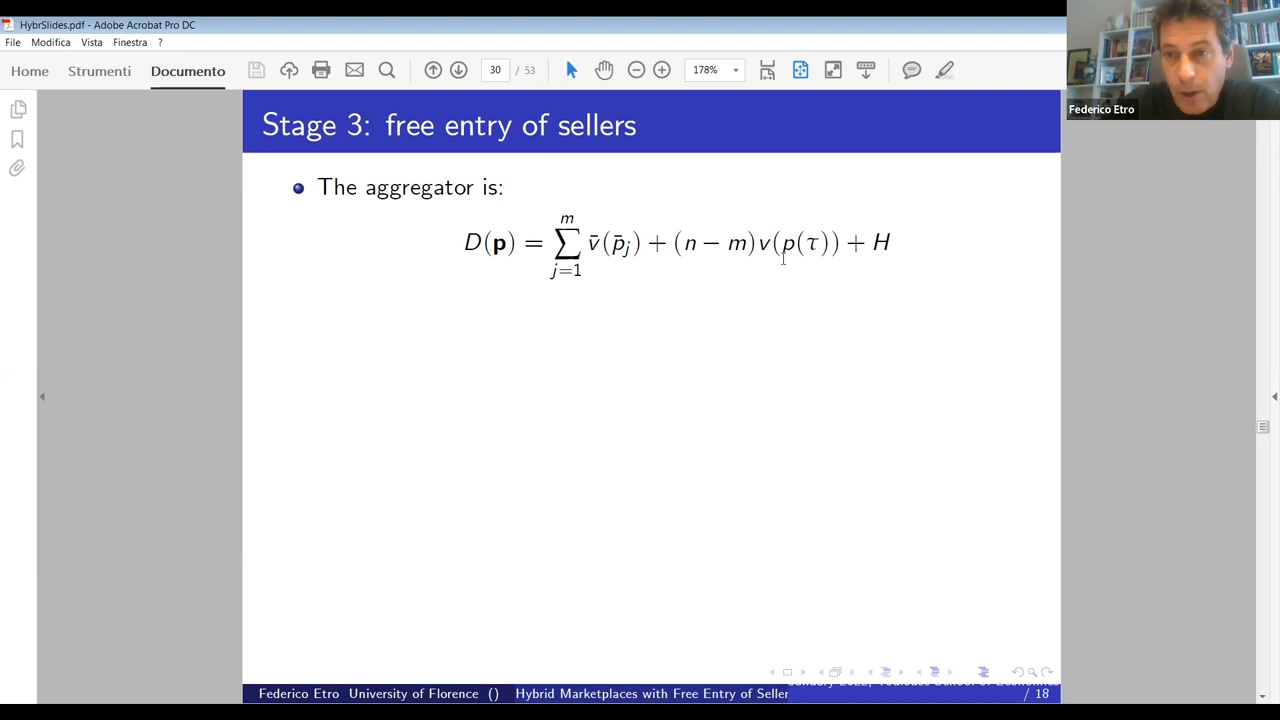 HybrSlides.pdf - Adobe Acrobat Pro DC
File Modifica Vista Finestra ?
Home Strumenti Documento 30 / 53 178%
Federico Etro
Stage 3: free entry of sellers
The aggregator is:
D(p) = ∑_{j=1}^{m} v̄(p̄_j) + (n − m)v(p(τ)) + H
Federico Etro University of Florence () Hybrid Marketplaces with Free Entry of Seller
/ 18